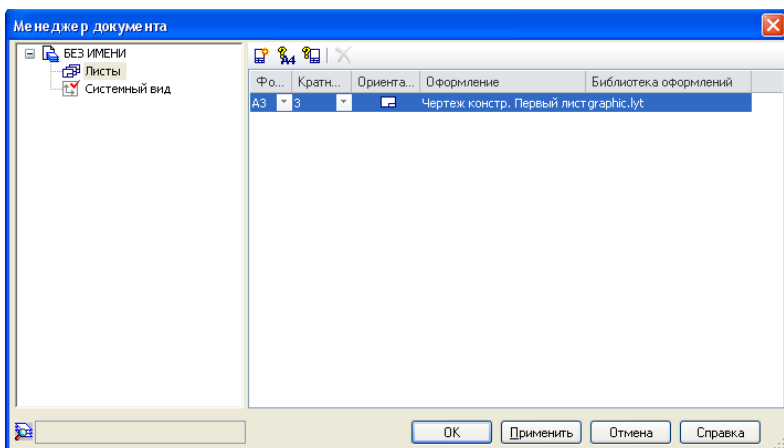 Менеджер документа
БЕЗ ИМЕНИ
Листы
Системный вид
A4
Фо... Кратн... Ориента... Оформление Библиотека оформлений
А3 3 Чертеж констр. Первый лист graphic.lyt
ОК Применить Отмена Справка